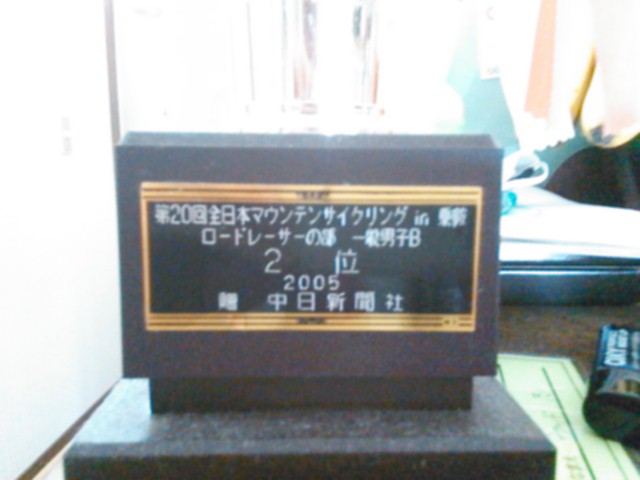 第20回全日本マウンテンサイクリング in 乗鞍
ロードレーサーの部 一般男子B
2 位
2005
中日新聞社